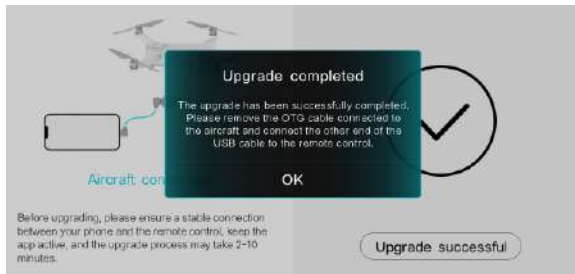 Upgrade completed
The upgrade has been successfully completed.
Please remove the OTG cable connected to
the aircraft and connect the other end of the
USB cable to the remote control.
OK
Aircraft con
Before upgrading, please ensure a stable connection
between your phone and the remote control, keep the
app active, and the upgrade process may take 2-10
minutes.
Upgrade successful